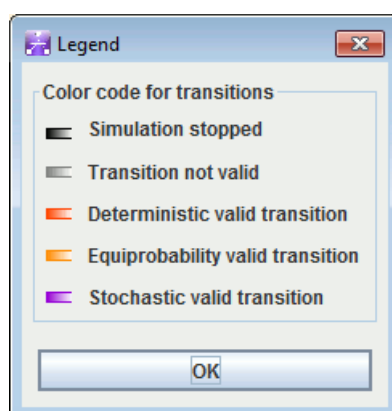 Legend
Color code for transitions
Simulation stopped
Transition not valid
Deterministic valid transition
Equiprobability valid transition
Stochastic valid transition
OK